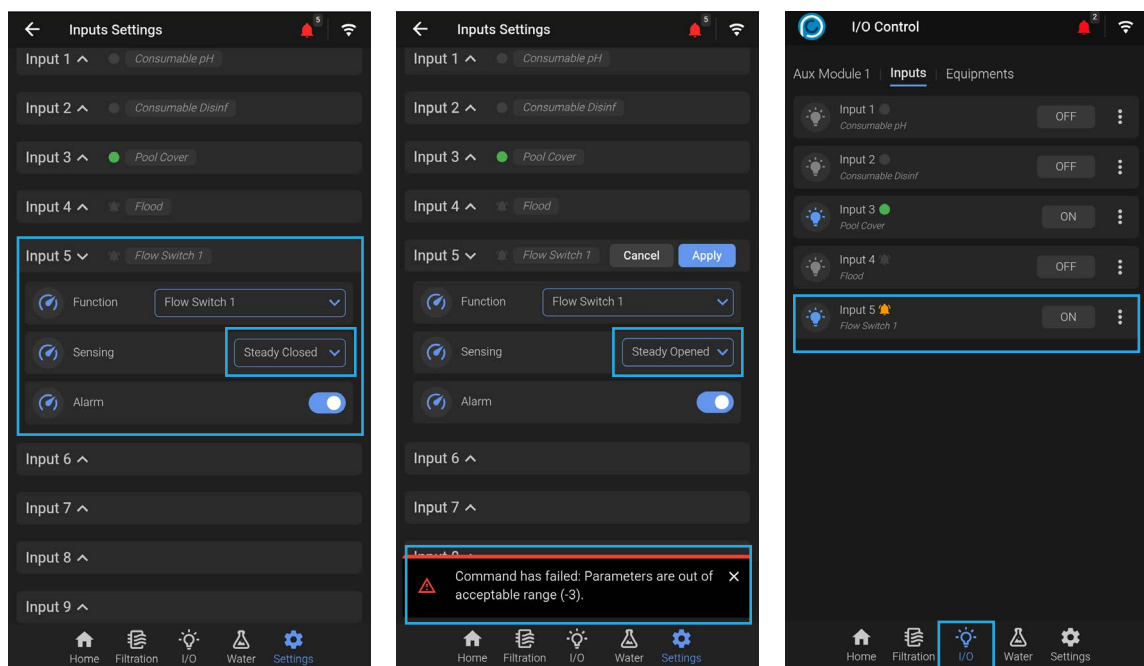 Inputs Settings
5
Input 1
Consumable pH
Input 2
Consumable Disinf
Input 3
Pool Cover
Input 4
Flood
Input 5
Flow Switch 1
Function
Flow Switch 1
Sensing
Steady Closed
Alarm
Input 6
Input 7
Input 8
Input 9
Home
Filtration
I/O
Water
Settings
Inputs Settings
5
Input 1
Consumable pH
Input 2
Consumable Disinf
Input 3
Pool Cover
Input 4
Flood
Input 5
Flow Switch 1
Cancel
Apply
Function
Flow Switch 1
Sensing
Steady Opened
Alarm
Input 6
Input 7
Input 8
Command has failed: Parameters are out of
acceptable range (-3).
Home
Filtration
I/O
Water
Settings
I/O Control
2
Aux Module 1
Inputs
Equipments
Input 1
Consumable pH
OFF
Input 2
Consumable Disinf
OFF
Input 3
Pool Cover
ON
Input 4
Flood
OFF
Input 5
Flow Switch 1
ON
Home
Filtration
I/O
Water
Settings